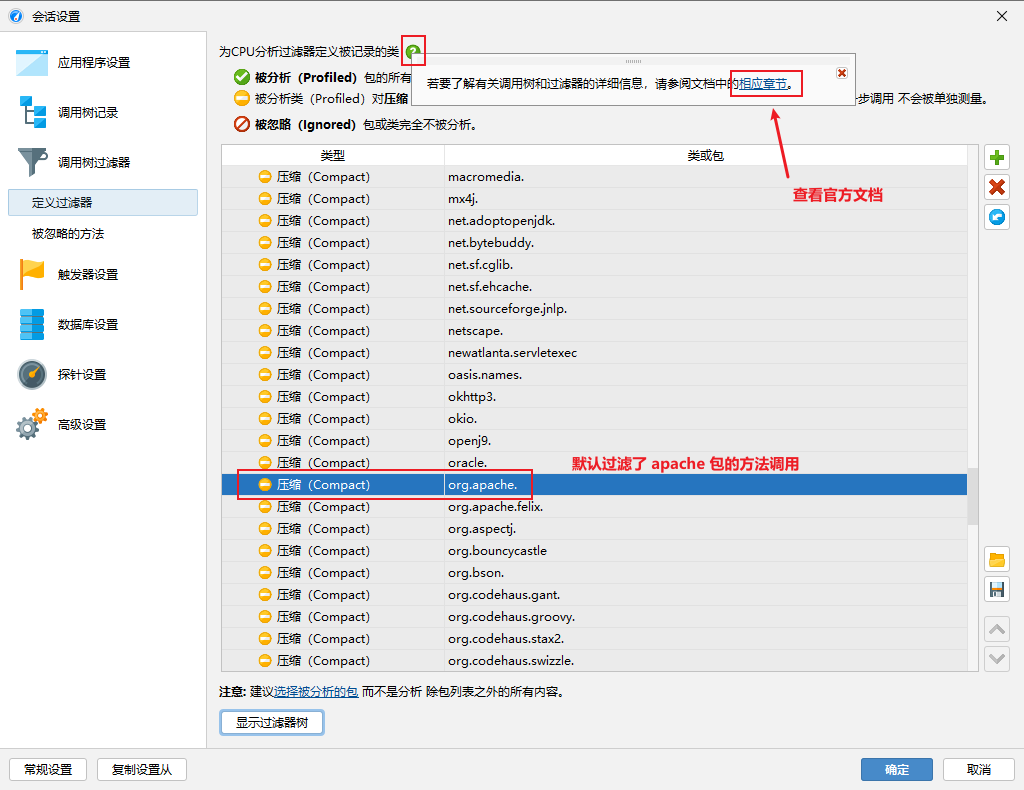 会话设置
应用程序设置
调用树记录
调用树过滤器
定义过滤器
被忽略的方法
触发器设置
数据库设置
探针设置
高级设置
为CPU分析过滤器定义被记录的类
若要了解有关调用树和过滤器的详细信息，请参阅文档中的相应章节。
被分析（Profiled）包的所有
被分析类（Profiled）对压缩
步调用 不会被单独测量。
被忽略（Ignored）包或类完全不被分析。
查看官方文档
类型 类或包
压缩（Compact） macromedia.
压缩（Compact） mx4j.
压缩（Compact） net.adoptopenjdk.
压缩（Compact） net.bytebuddy.
压缩（Compact） net.sf.cglib.
压缩（Compact） net.sf.ehcache.
压缩（Compact） net.sourceforge.jnlp.
压缩（Compact） netscape.
压缩（Compact） newatlanta.servletexec
压缩（Compact） oasis.names.
压缩（Compact） okhttp3.
压缩（Compact） okio.
压缩（Compact） openj9.
压缩（Compact） oracle.
默认过滤了 apache 包的方法调用
压缩（Compact） org.apache.
压缩（Compact） org.apache.felix.
压缩（Compact） org.aspectj.
压缩（Compact） org.bouncycastle
压缩（Compact） org.bson.
压缩（Compact） org.codehaus.gant.
压缩（Compact） org.codehaus.groovy.
压缩（Compact） org.codehaus.stax2.
压缩（Compact） org.codehaus.swizzle.
注意: 建议选择被分析的包 而不是分析 除包列表之外的所有内容。
显示过滤器树
常规设置 复制设置从 确定 取消